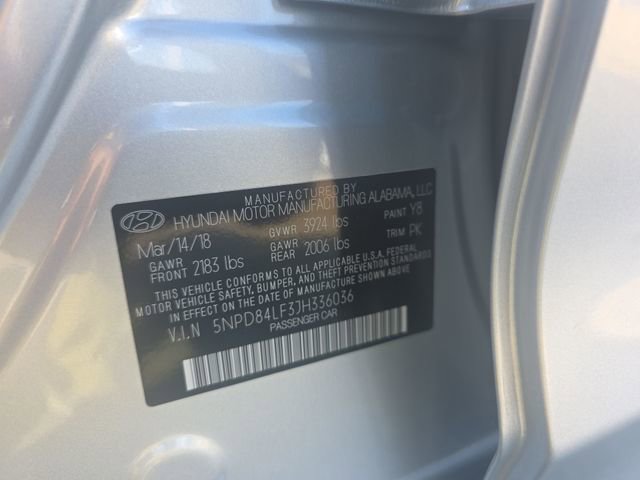 MANUFACTURED BY
HYUNDAI MOTOR MANUFACTURING ALABAMA, LLC
Mar/14/18 GVWR 3924 lbs PAINT Y8
GAWR FRONT 2183 lbs GAWR REAR 2006 lbs TRIM PK
THIS VEHICLE CONFORMS TO ALL APPLICABLE U.S.A. FEDERAL
MOTOR VEHICLE SAFETY, BUMPER, AND THEFT PREVENTION STANDARDS
IN EFFECT ON THE DATE OF MANUFACTURE SHOWN ABOVE.
V.I.N 5NPD84LF3JH336036
PASSENGER CAR